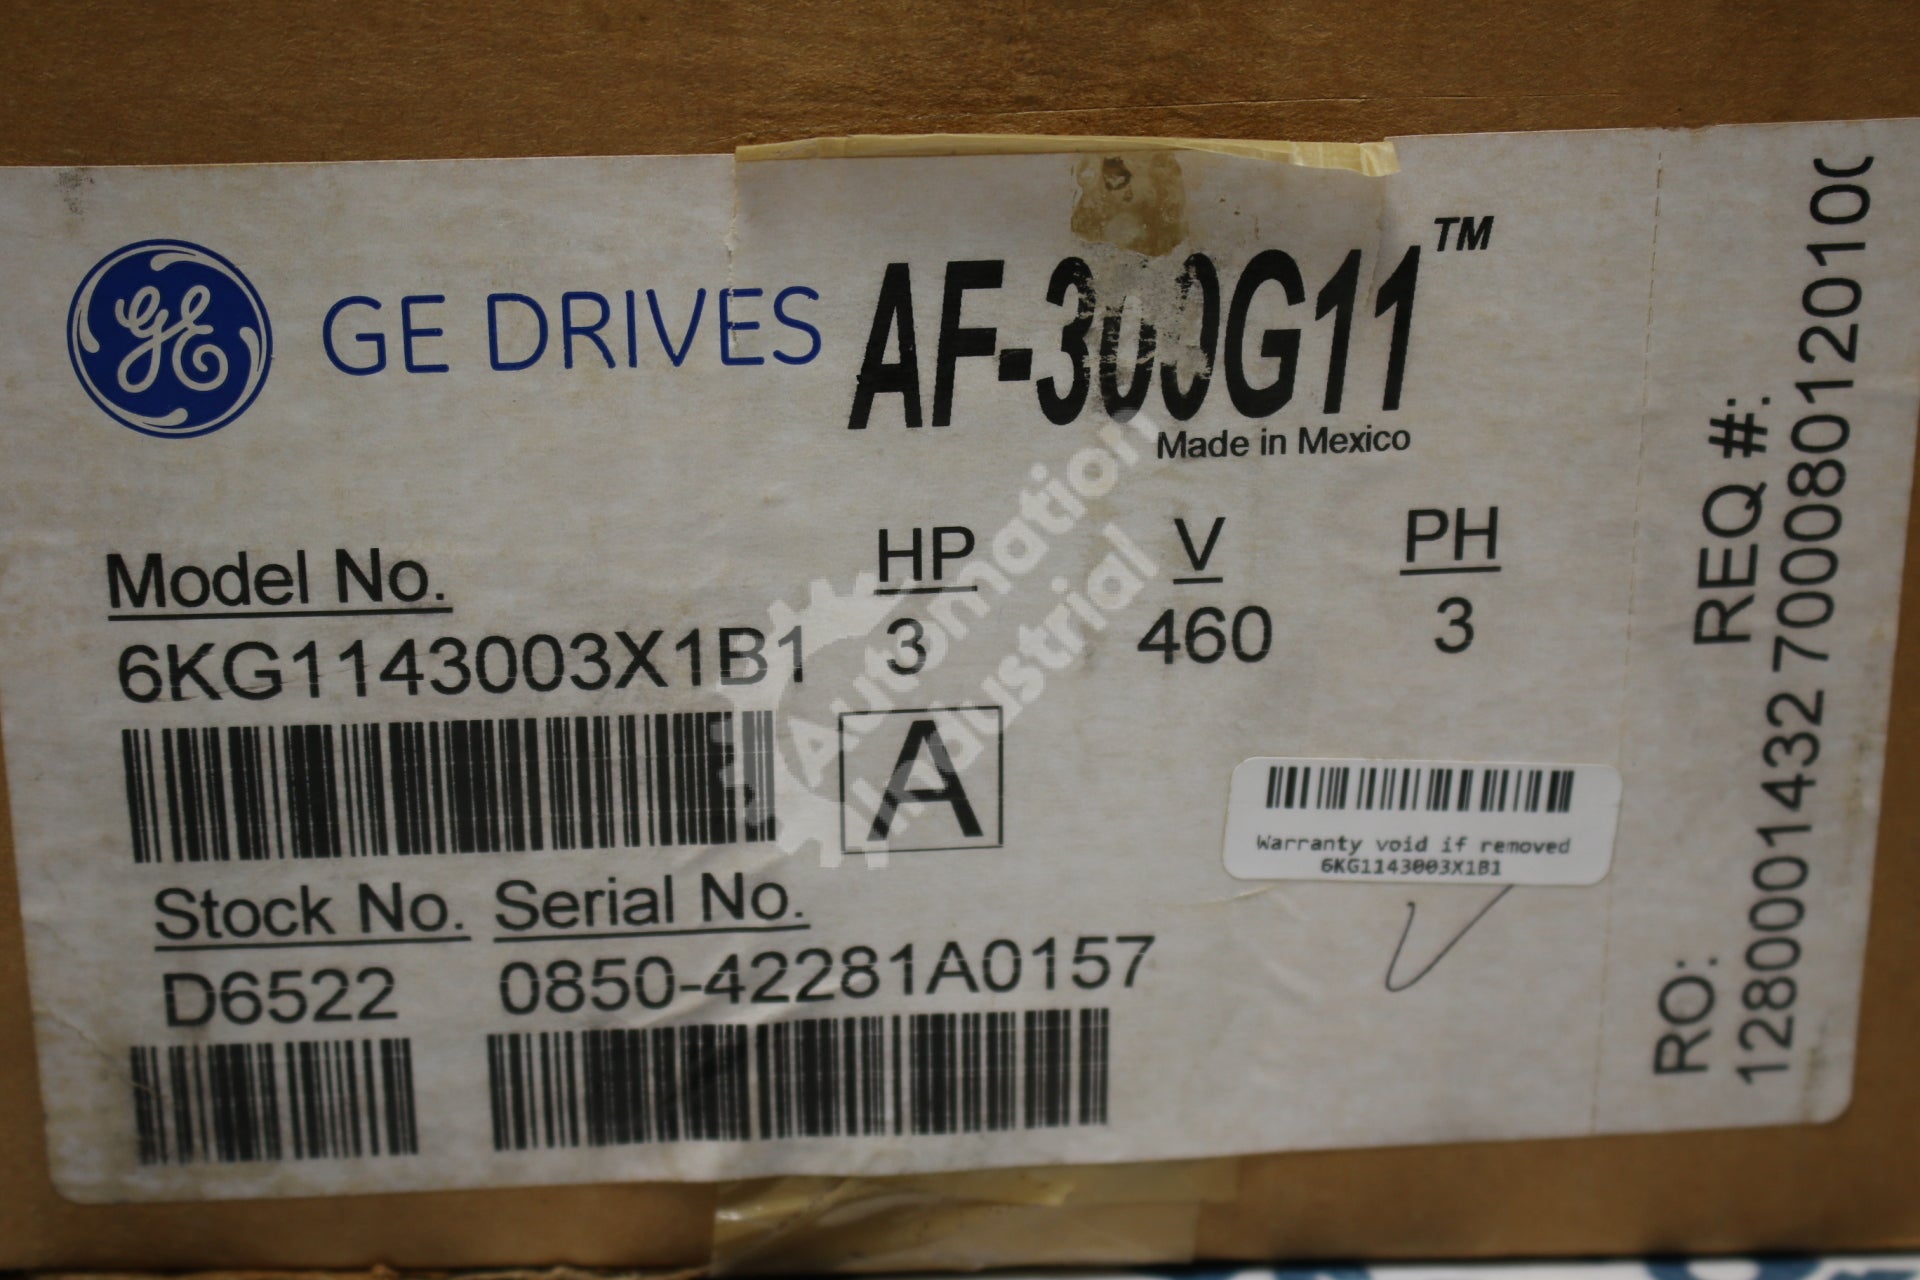 GE GE DRIVES AF-300G11™
Made in Mexico
Model No. HP V PH
6KG1143003X1B1 3 460 3
A
Warranty void if removed
6KG1143003X1B1
Stock No. Serial No.
D6522 0850-42281A0157
REQ #:
700080120100
RO:
1280001432
Automation
Industrial